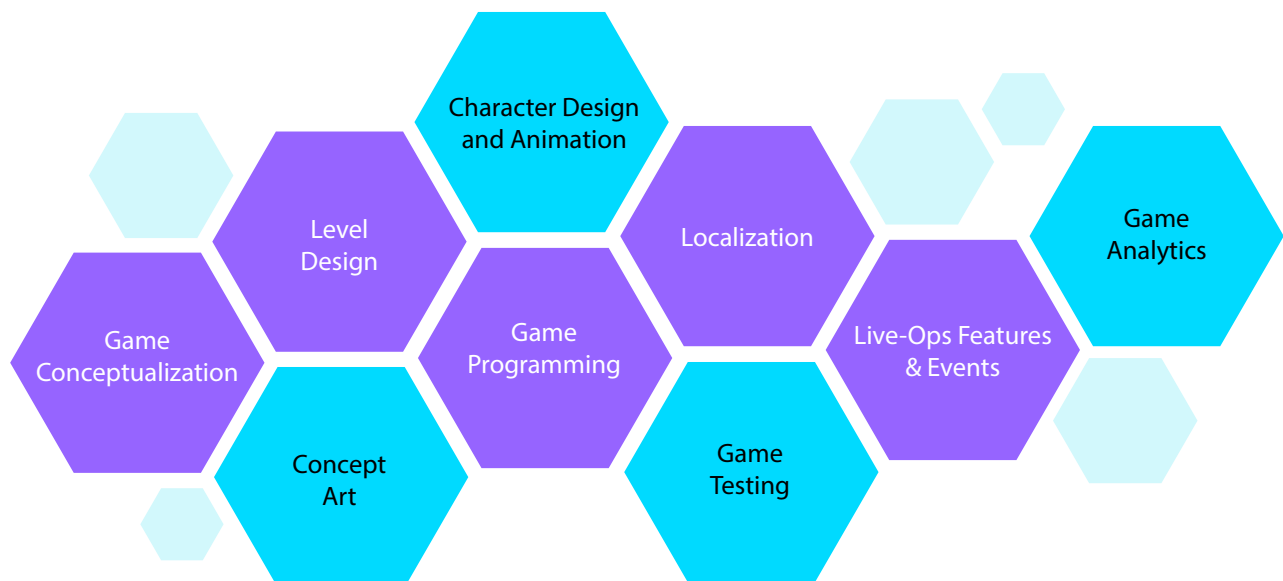 Game
Conceptualization
Level
Design
Concept
Art
Character Design
and Animation
Game
Programming
Localization
Game
Testing
Live-Ops Features
& Events
Game
Analytics